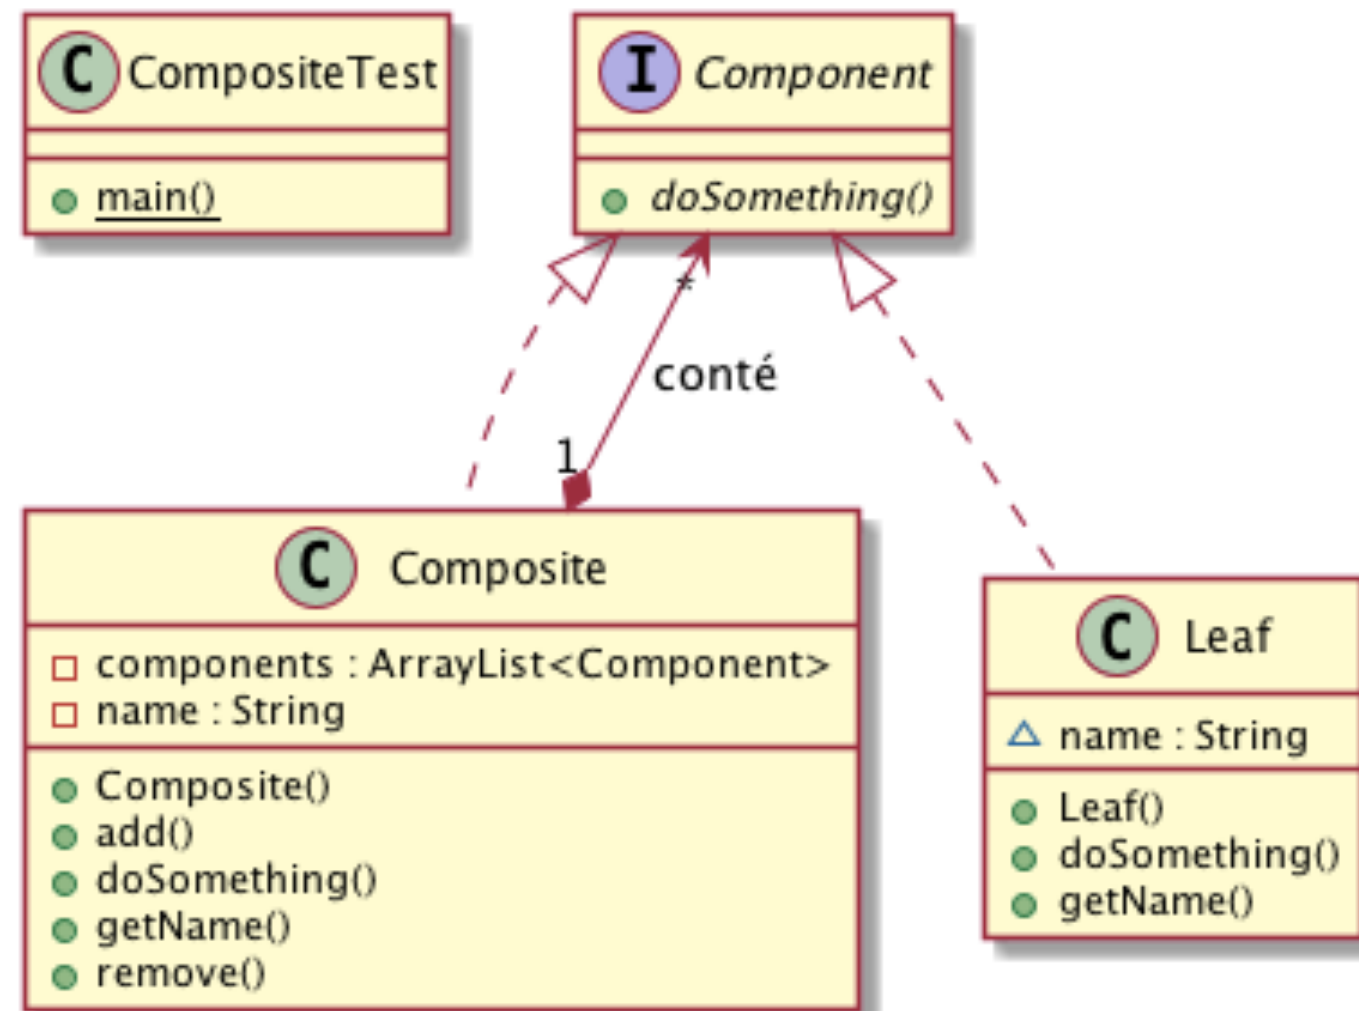 C CompositeTest
main()
I Component
doSomething()
*
conté
1
C Composite
components : ArrayList<Component>
name : String
Composite()
add()
doSomething()
getName()
remove()
C Leaf
name : String
Leaf()
doSomething()
getName()